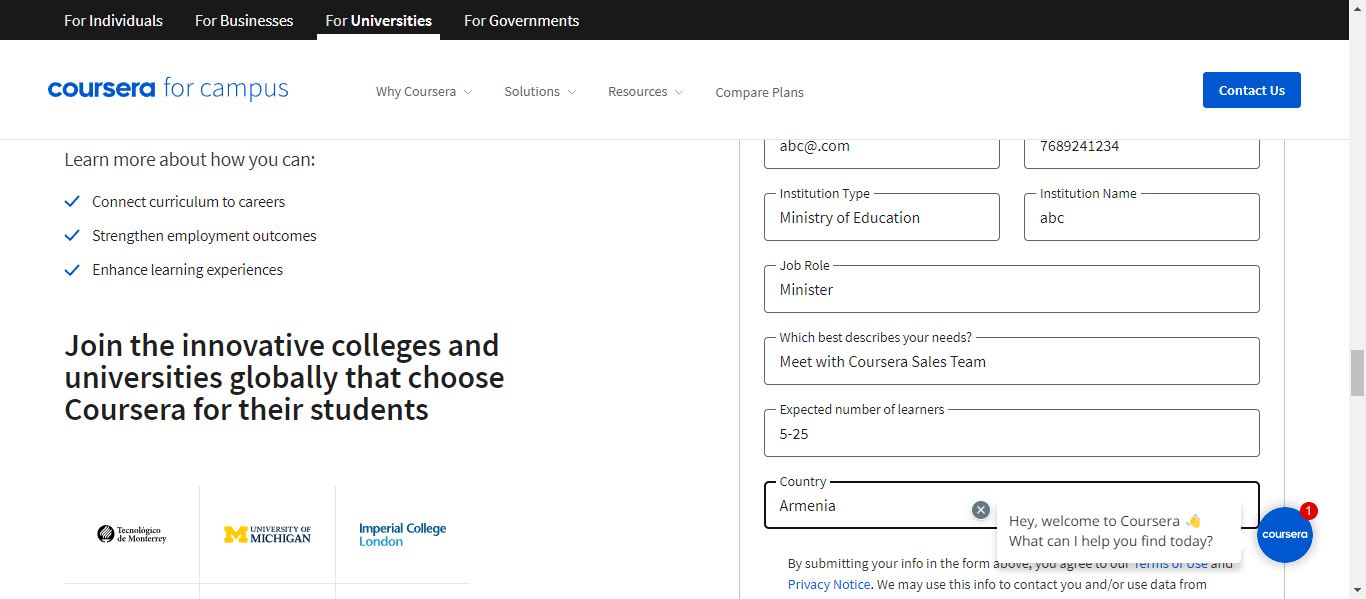 For Individuals For Businesses For Universities For Governments
coursera for campus Why Coursera Solutions Resources Compare Plans Contact Us
Learn more about how you can:
Connect curriculum to careers
Strengthen employment outcomes
Enhance learning experiences
Join the innovative colleges and
universities globally that choose
Coursera for their students
Tecnológico
de Monterrey
UNIVERSITY OF
MICHIGAN
Imperial College
London
abc@.com 7689241234
Institution Type Institution Name
Ministry of Education abc
Job Role
Minister
Which best describes your needs?
Meet with Coursera Sales Team
Expected number of learners
5-25
Country
Armenia
Hey, welcome to Coursera 👋
What can I help you find today?
1
coursera
By submitting your info in the form above, you agree to our Terms of Use and
Privacy Notice. We may use this info to contact you and/or use data from